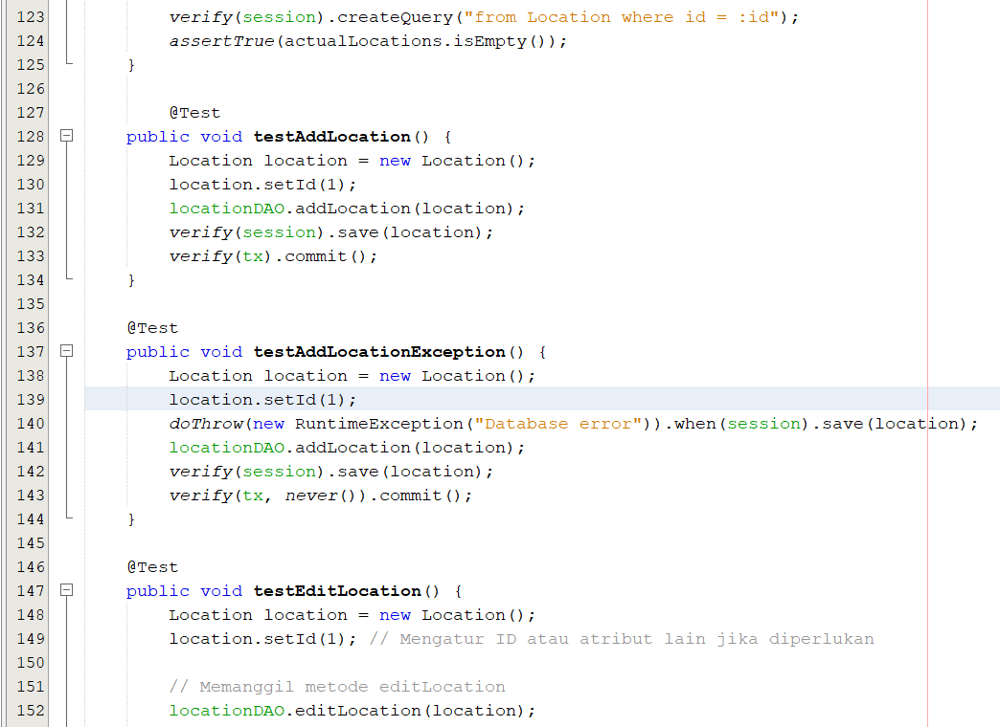 123 verify(session).createQuery("from Location where id = :id");
124 assertTrue(actualLocations.isEmpty());
125 }
126
127 @Test
128 public void testAddLocation() {
129 Location location = new Location();
130 location.setId(1);
131 locationDAO.addLocation(location);
132 verify(session).save(location);
133 verify(tx).commit();
134 }
135
136 @Test
137 public void testAddLocationException() {
138 Location location = new Location();
139 location.setId(1);
140 doThrow(new RuntimeException("Database error")).when(session).save(location);
141 locationDAO.addLocation(location);
142 verify(session).save(location);
143 verify(tx, never()).commit();
144 }
145
146 @Test
147 public void testEditLocation() {
148 Location location = new Location();
149 location.setId(1); // Mengatur ID atau atribut lain jika diperlukan
150
151 // Memanggil metode editLocation
152 locationDAO.editLocation(location);